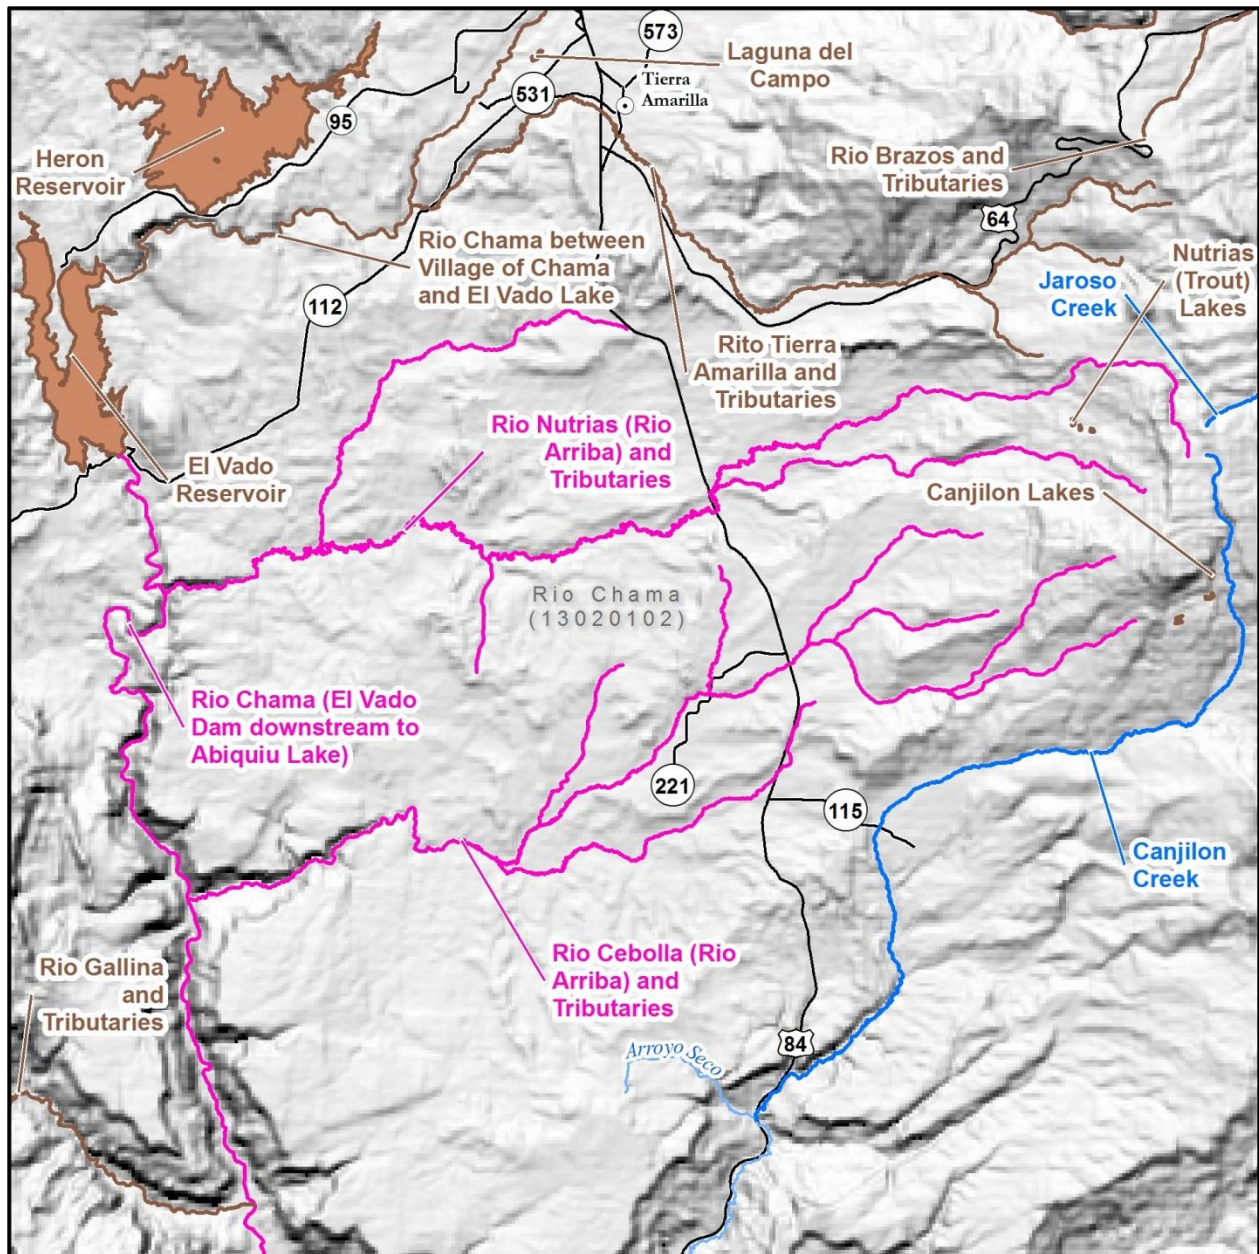 573
Laguna del
Campo
Tierra
Amarilla
531
95
Heron
Reservoir
Rio Brazos and
Tributaries
64
Rio Chama between
Village of Chama
and El Vado Lake
Nutrias
(Trout)
Lakes
Jaroso
Creek
112
Rito Tierra
Amarilla and
Tributaries
Rio Nutrias (Rio
Arriba) and
Tributaries
El Vado
Reservoir
Canjilon Lakes
Rio Chama
(13020102)
Rio Chama (El Vado
Dam downstream to
Abiquiu Lake)
221
115
Canjilon
Creek
Rio Cebolla (Rio
Arriba) and
Tributaries
Rio Gallina
and
Tributaries
84
Arroyo Seco